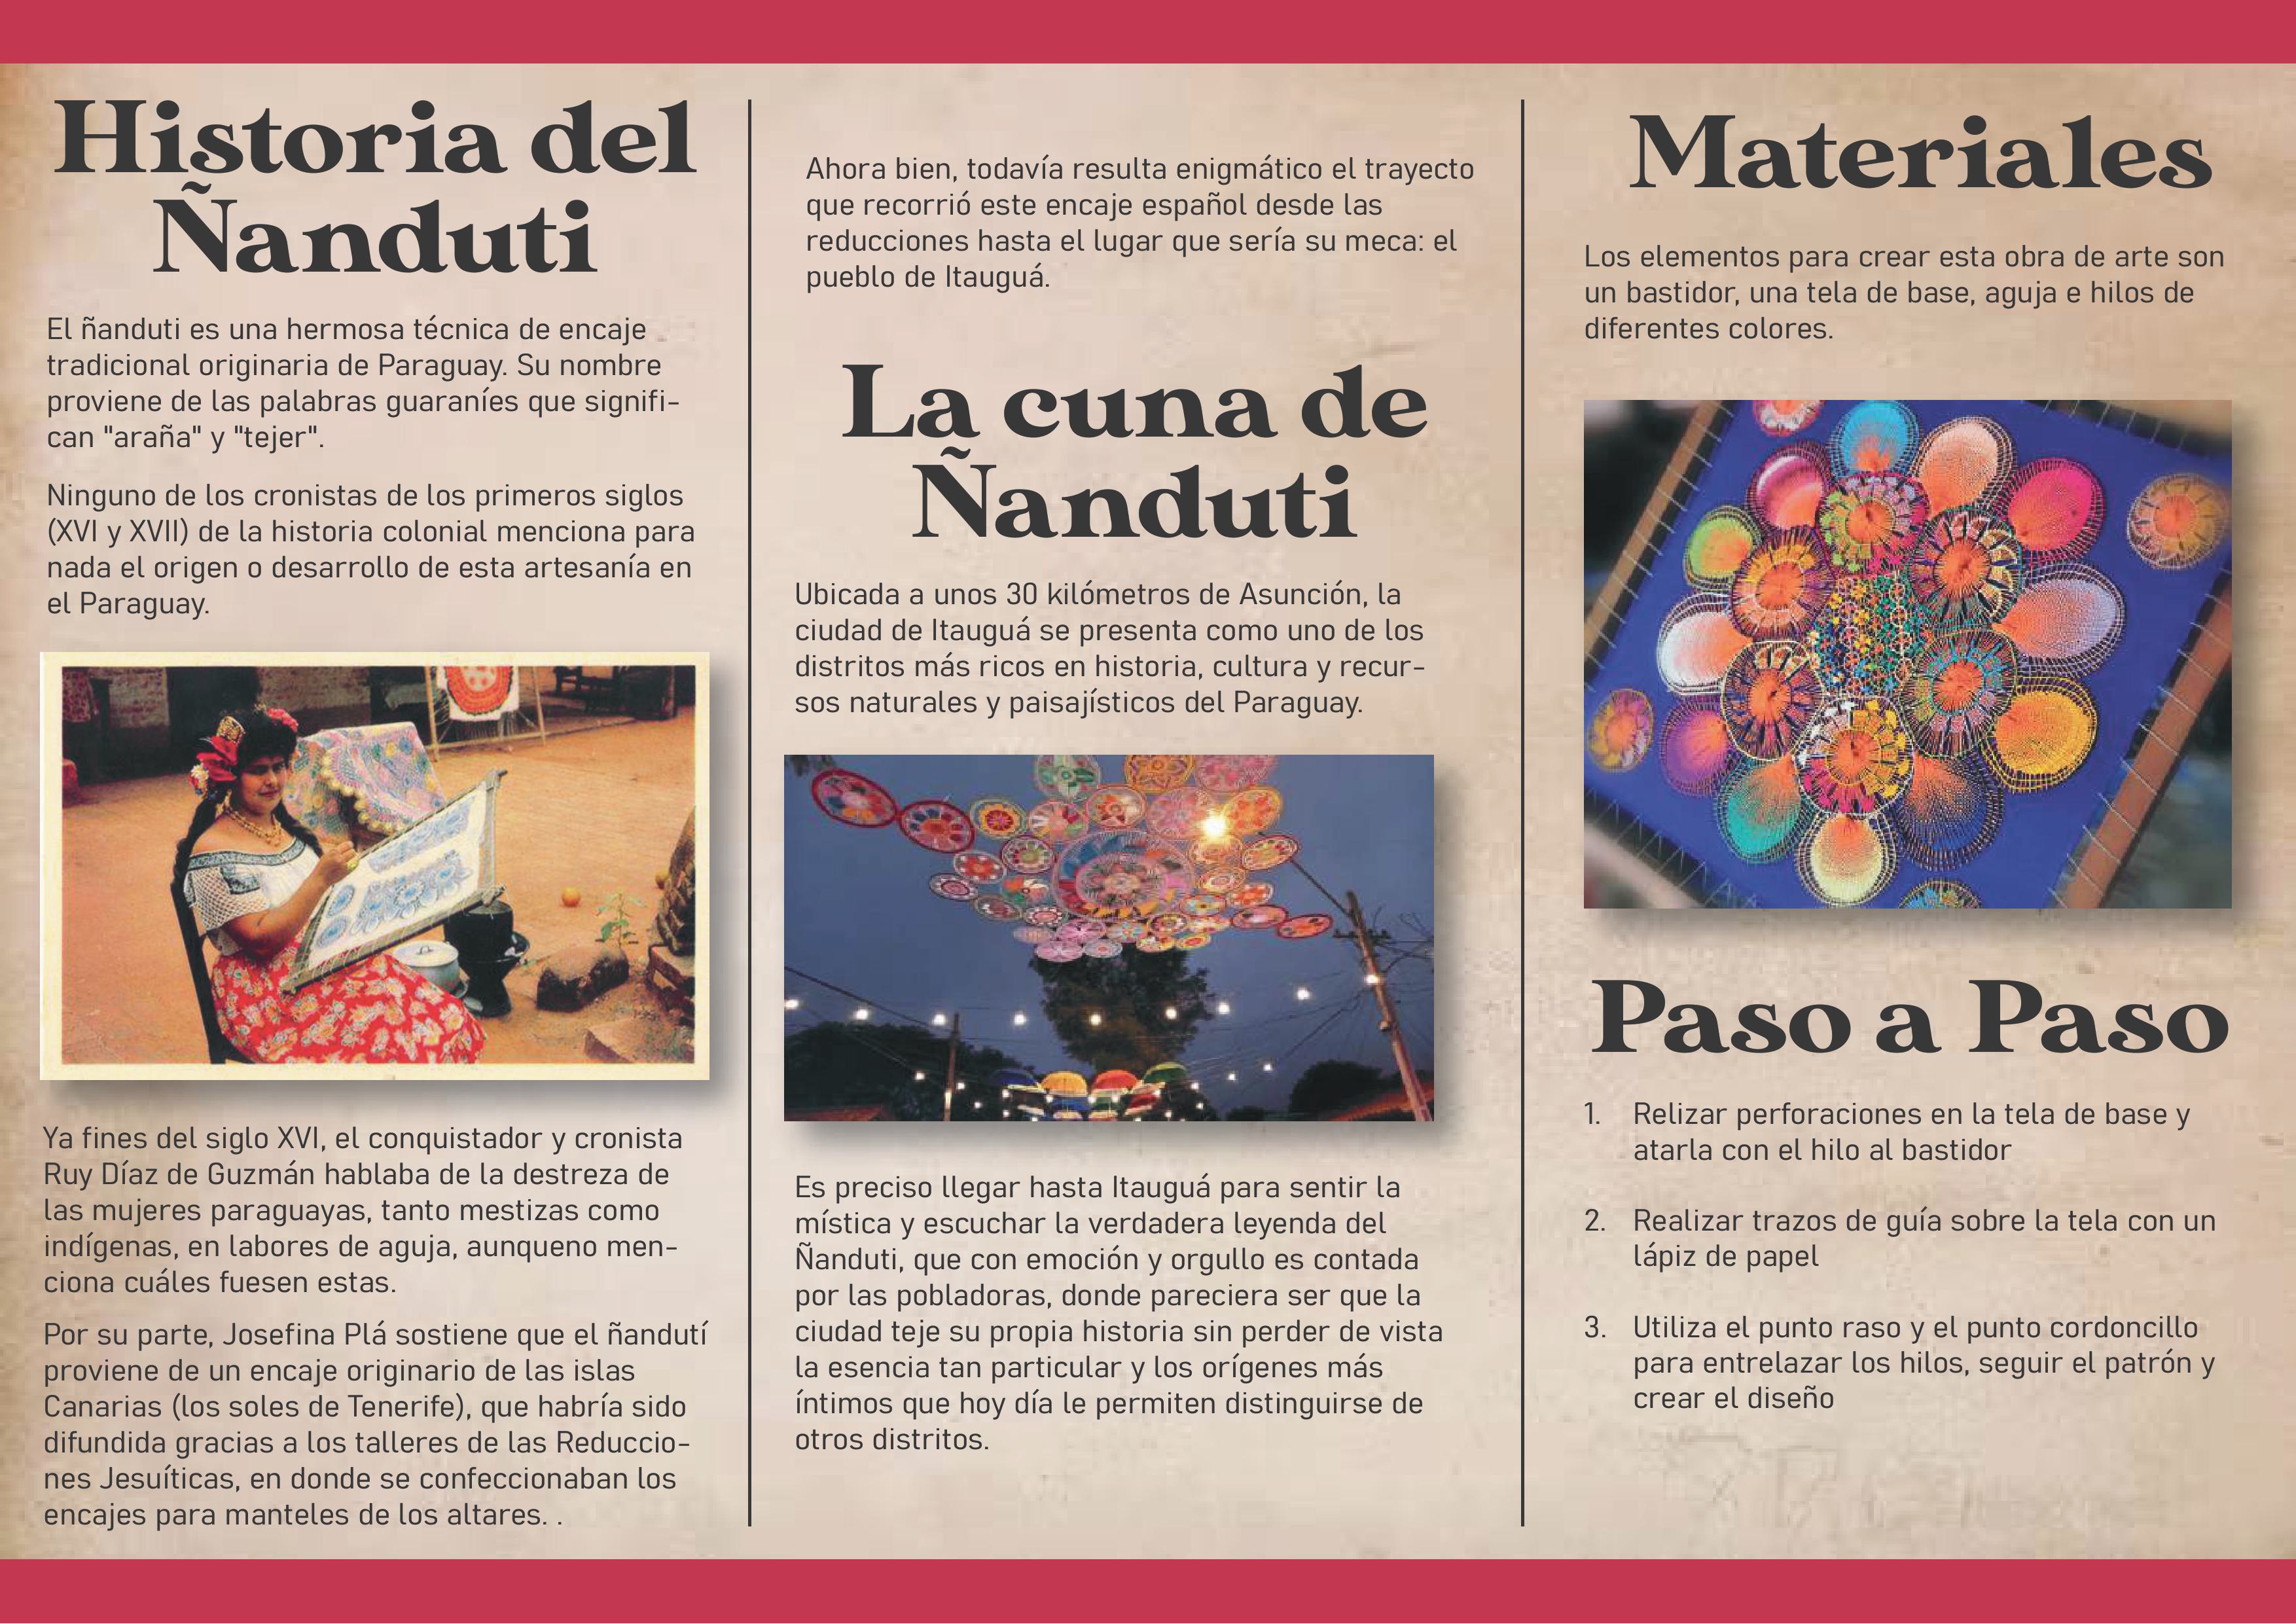 Historia del
Ñanduti
El ñanduti es una hermosa técnica de encaje
tradicional originaria de Paraguay. Su nombre
proviene de las palabras guaraníes que signifi-
can "araña" y "tejer".
Ninguno de los cronistas de los primeros siglos
(XVI y XVII) de la historia colonial menciona para
nada el origen o desarrollo de esta artesanía en
el Paraguay.
Ya fines del siglo XVI, el conquistador y cronista
Ruy Díaz de Guzmán hablaba de la destreza de
las mujeres paraguayas, tanto mestizas como
indígenas, en labores de aguja, aunqueno men-
ciona cuáles fuesen estas.
Por su parte, Josefina Plá sostiene que el ñandutí
proviene de un encaje originario de las islas
Canarias (los soles de Tenerife), que habría sido
difundida gracias a los talleres de las Reduccio-
nes Jesuíticas, en donde se confeccionaban los
encajes para manteles de los altares. .
Ahora bien, todavía resulta enigmático el trayecto
que recorrió este encaje español desde las
reducciones hasta el lugar que sería su meca: el
pueblo de Itauguá.
La cuna de
Ñanduti
Ubicada a unos 30 kilómetros de Asunción, la
ciudad de Itauguá se presenta como uno de los
distritos más ricos en historia, cultura y recur-
sos naturales y paisajísticos del Paraguay.
Es preciso llegar hasta Itauguá para sentir la
mística y escuchar la verdadera leyenda del
Ñanduti, que con emoción y orgullo es contada
por las pobladoras, donde pareciera ser que la
ciudad teje su propia historia sin perder de vista
la esencia tan particular y los orígenes más
íntimos que hoy día le permiten distinguirse de
otros distritos.
Materiales
Los elementos para crear esta obra de arte son
un bastidor, una tela de base, aguja e hilos de
diferentes colores.
Paso a Paso
1. Relizar perforaciones en la tela de base y
atarla con el hilo al bastidor
2. Realizar trazos de guía sobre la tela con un
lápiz de papel
3. Utiliza el punto raso y el punto cordoncillo
para entrelazar los hilos, seguir el patrón y
crear el diseño